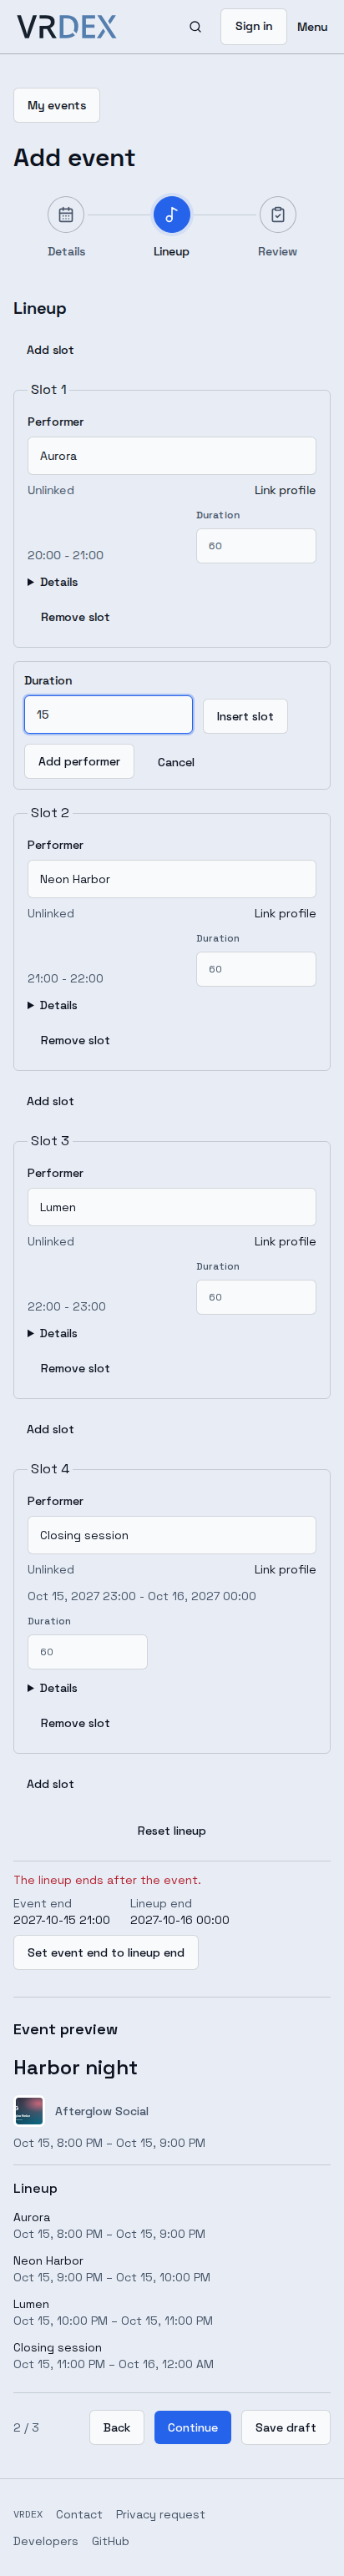 VRDEX
Sign in
Menu
My events
Add event
Details
Lineup
Review
Lineup
Add slot
Slot 1
Performer
Aurora
Unlinked
Link profile
Duration
20:00 - 21:00
60
Details
Remove slot
Duration
15
Insert slot
Add performer
Cancel
Slot 2
Performer
Neon Harbor
Unlinked
Link profile
Duration
21:00 - 22:00
60
Details
Remove slot
Add slot
Slot 3
Performer
Lumen
Unlinked
Link profile
Duration
22:00 - 23:00
60
Details
Remove slot
Add slot
Slot 4
Performer
Closing session
Unlinked
Link profile
Oct 15, 2027 23:00 - Oct 16, 2027 00:00
Duration
60
Details
Remove slot
Add slot
Reset lineup
The lineup ends after the event.
Event end
Lineup end
2027-10-15 21:00
2027-10-16 00:00
Set event end to lineup end
Event preview
Harbor night
Afterglow Social
Oct 15, 8:00 PM – Oct 15, 9:00 PM
Lineup
Aurora
Oct 15, 8:00 PM – Oct 15, 9:00 PM
Neon Harbor
Oct 15, 9:00 PM – Oct 15, 10:00 PM
Lumen
Oct 15, 10:00 PM – Oct 15, 11:00 PM
Closing session
Oct 15, 11:00 PM – Oct 16, 12:00 AM
2 / 3
Back
Continue
Save draft
VRDEX
Contact
Privacy request
Developers
GitHub